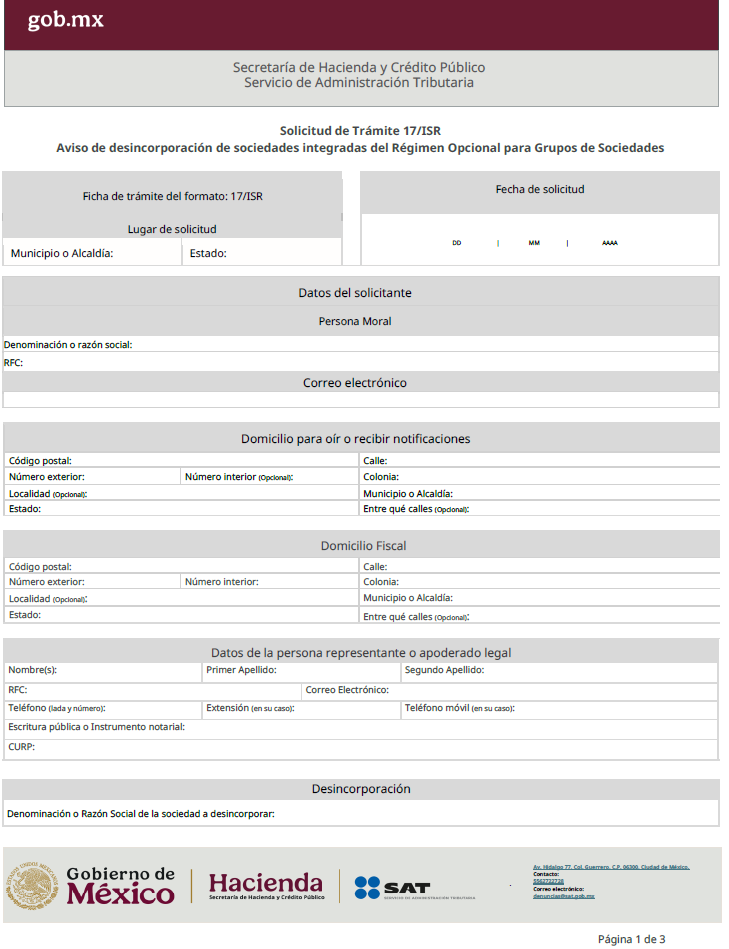 gob.mx
Secretaría de Hacienda y Crédito Público
Servicio de Administración Tributaria
Solicitud de Trámite 17/ISR
Aviso de desincorporación de sociedades integradas del Régimen Opcional para Grupos de Sociedades
Ficha de trámite del formato: 17/ISR
Fecha de solicitud
Lugar de solicitud
DD | MM | AAAA
Municipio o Alcaldía: Estado:
Datos del solicitante
Persona Moral
Denominación o razón social:
RFC:
Correo electrónico
Domicilio para oír o recibir notificaciones
Código postal: Calle:
Número exterior: Número interior (Opcional): Colonia:
Localidad (Opcional): Municipio o Alcaldía:
Estado: Entre qué calles (Opcional):
Domicilio Fiscal
Código postal: Calle:
Número exterior: Número interior: Colonia:
Localidad (Opcional): Municipio o Alcaldía:
Estado: Entre qué calles (Opcional):
Datos de la persona representante o apoderado legal
Nombre(s): Primer Apellido: Segundo Apellido:
RFC: Correo Electrónico:
Teléfono (lada y número): Extensión (en su caso): Teléfono móvil (en su caso):
Escritura pública o Instrumento notarial:
CURP:
Desincorporación
Denominación o Razón Social de la sociedad a desincorporar:
Gobierno de
México
Hacienda
Secretaría de Hacienda y Crédito Público
SAT
SERVICIO DE ADMINISTRACIÓN TRIBUTARIA
Av. Hidalgo 77, Col. Guerrero, C.P. 06300, Ciudad de México.
Contacto:
5562722728
Correo electrónico:
denuncias@sat.gob.mx
Página 1 de 3